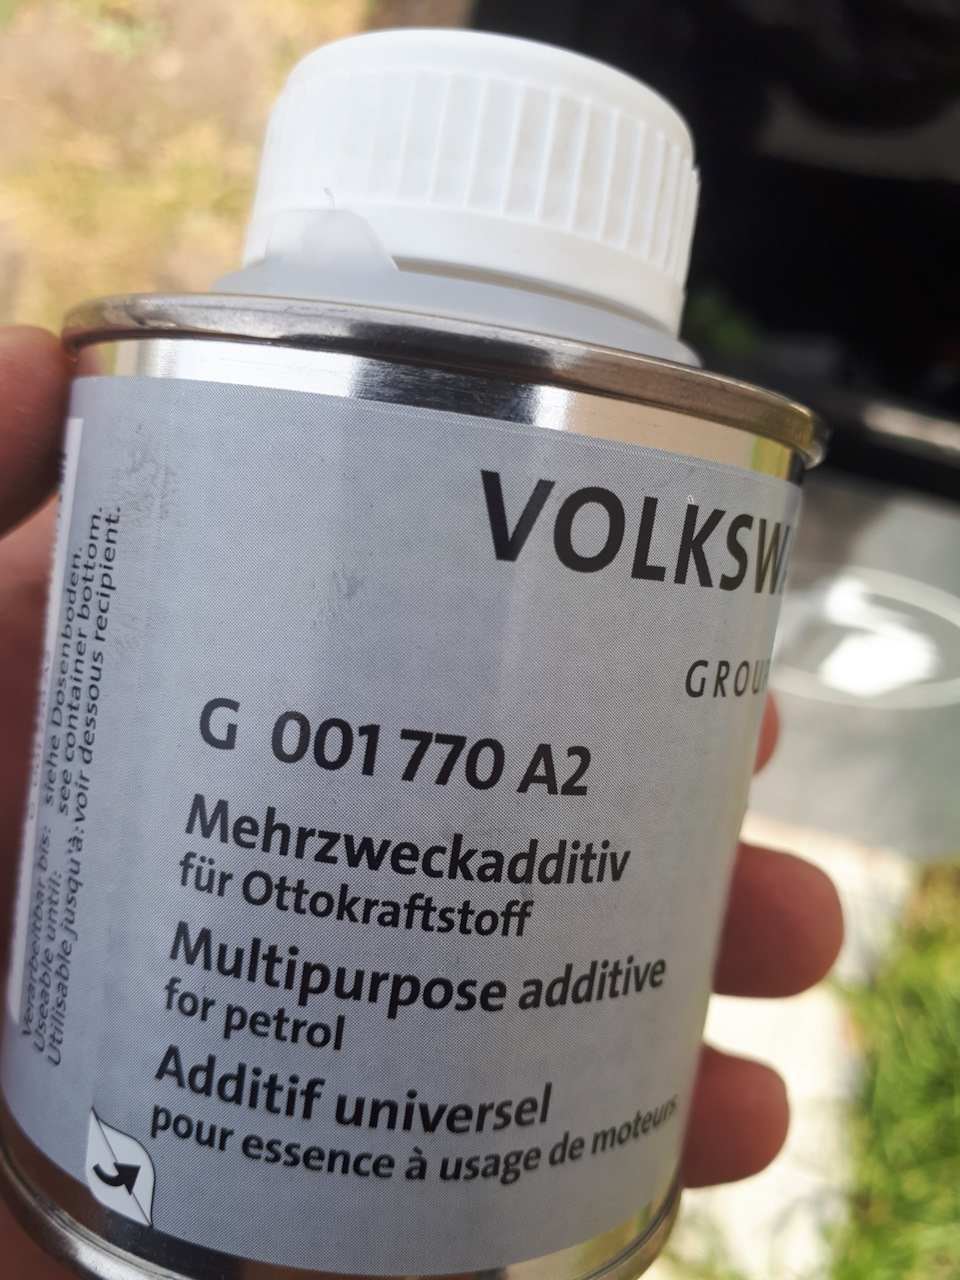 VOLKSW
GROU
G 001 770 A2
Mehrzweckadditiv
für Ottokraftstoff
Multipurpose additive
for petrol
Additif universel
pour essence à usage de moteurs
Verarbeitbar bis: siehe Dosenboden.
Useable until: see container bottom.
Utilisable jusqu'à: voir dessous recipient.